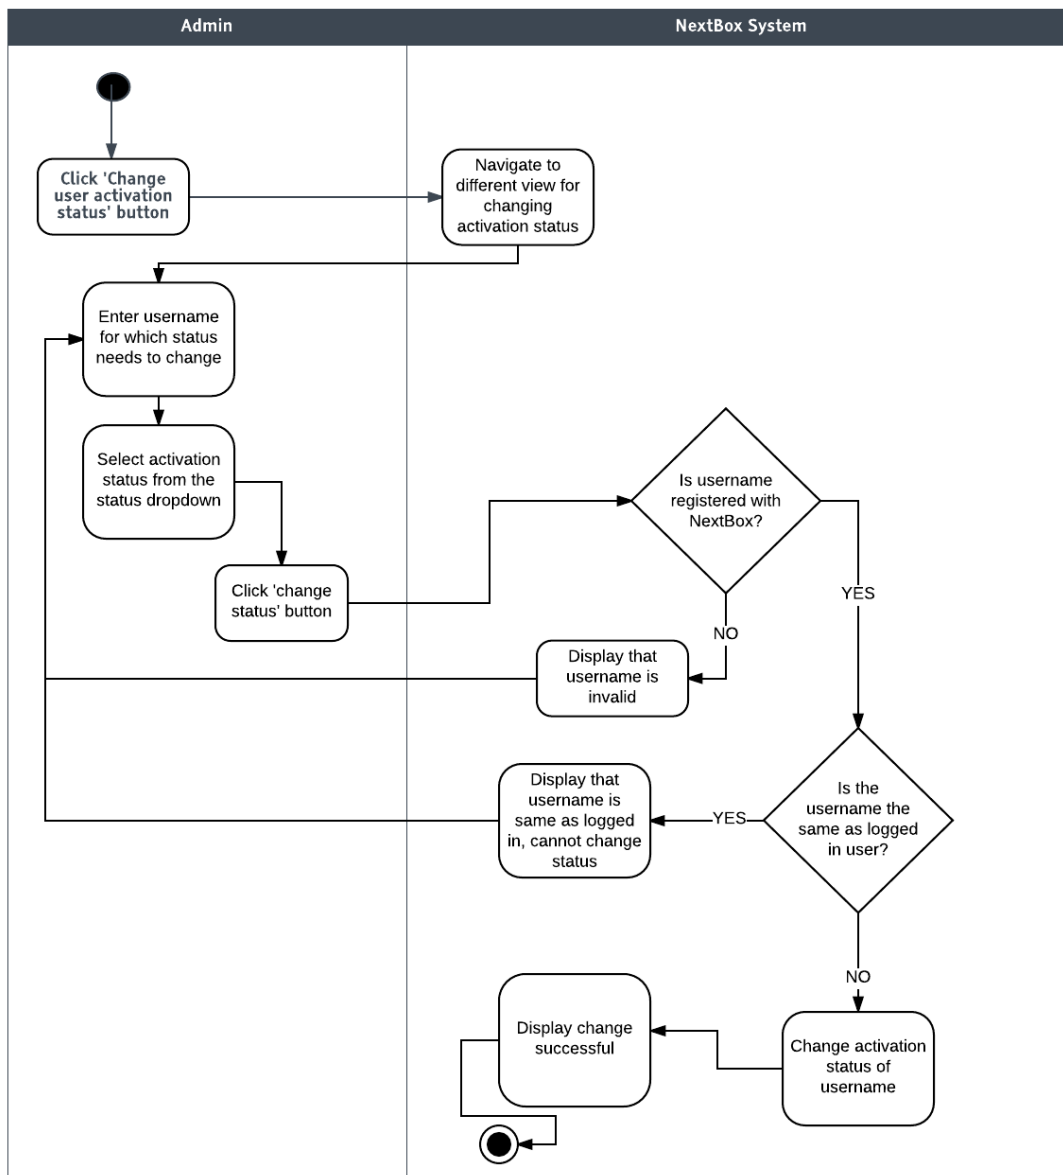 Admin
NextBox System
Click 'Change
user activation
status' button
Navigate to
different view for
changing
activation status
Enter username
for which status
needs to change
Select activation
status from the
status dropdown
Click 'change
status' button
Is username
registered with
NextBox?
YES
NO
Display that
username is
invalid
Is the
username the
same as logged
in user?
YES
Display that
username is
same as logged
in, cannot change
status
NO
Change activation
status of
username
Display change
successful